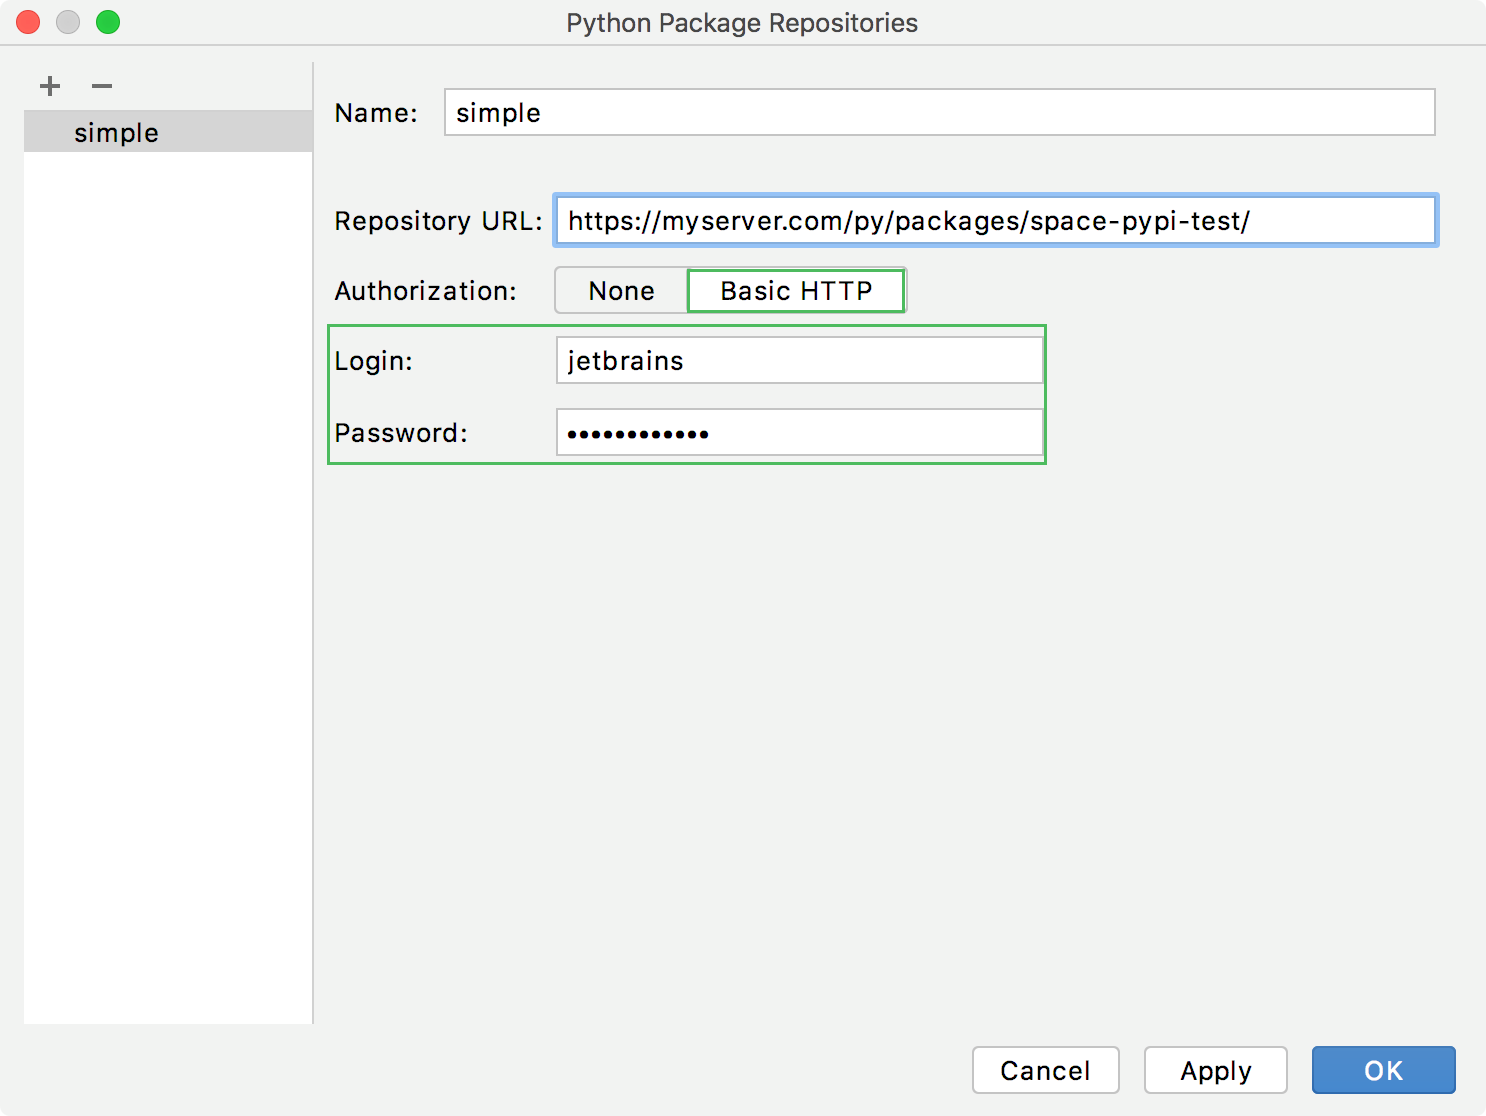 Python Package Repositories
simple
Name: simple
Repository URL: https://myserver.com/py/packages/space-pypi-test/
Authorization: None Basic HTTP
Login: jetbrains
Password: ••••••••••••
Cancel Apply OK